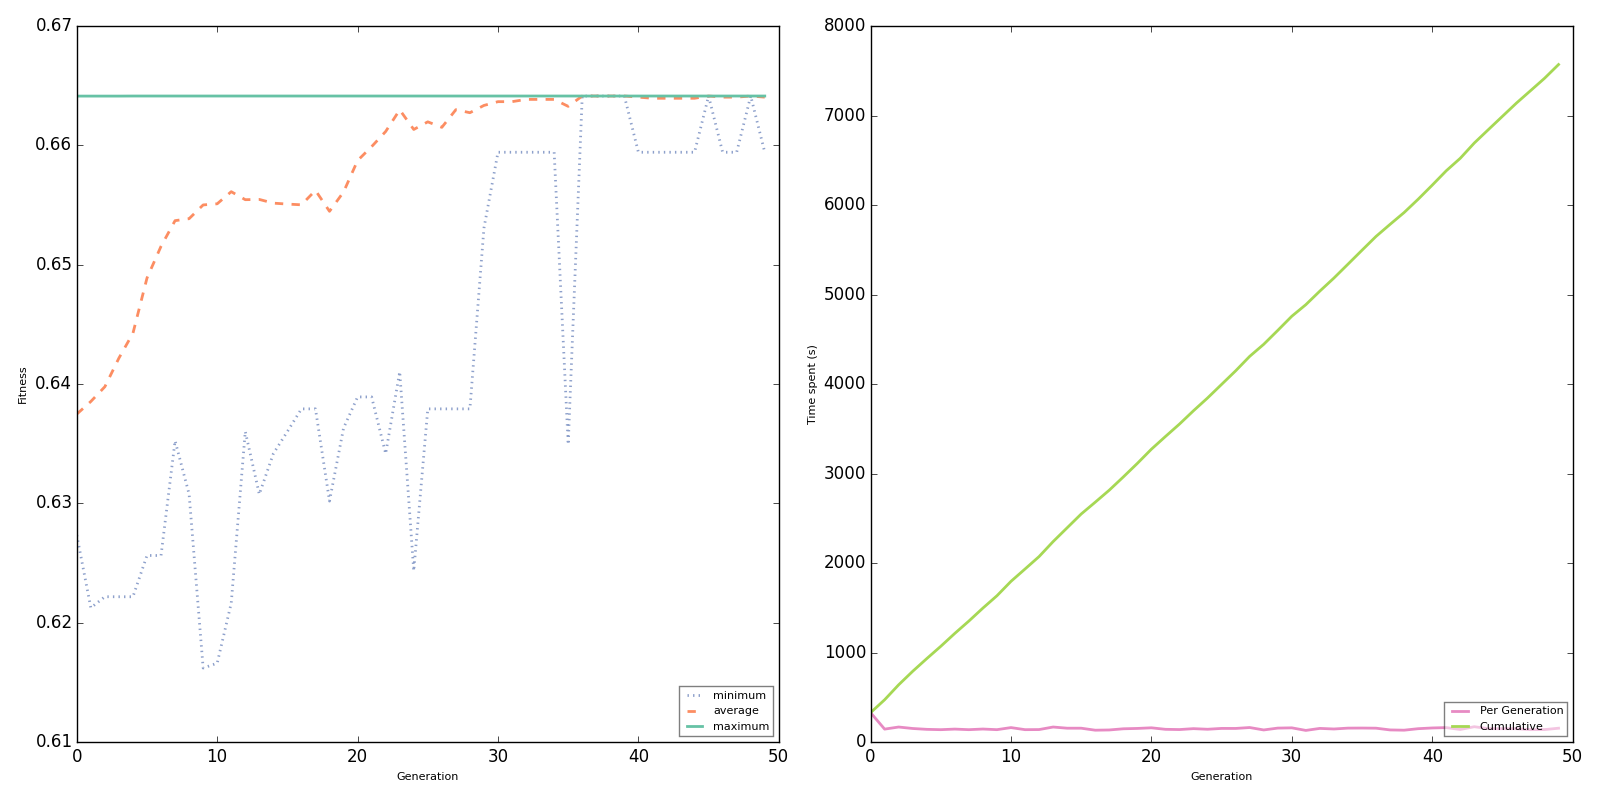 0.67
0.66
0.65
0.64
0.63
0.62
0.61
Fitness
0 10 20 30 40 50
Generation
minimum
average
maximum
8000
7000
6000
5000
4000
3000
2000
1000
0
Time spent (s)
0 10 20 30 40 50
Generation
Per Generation
Cumulative